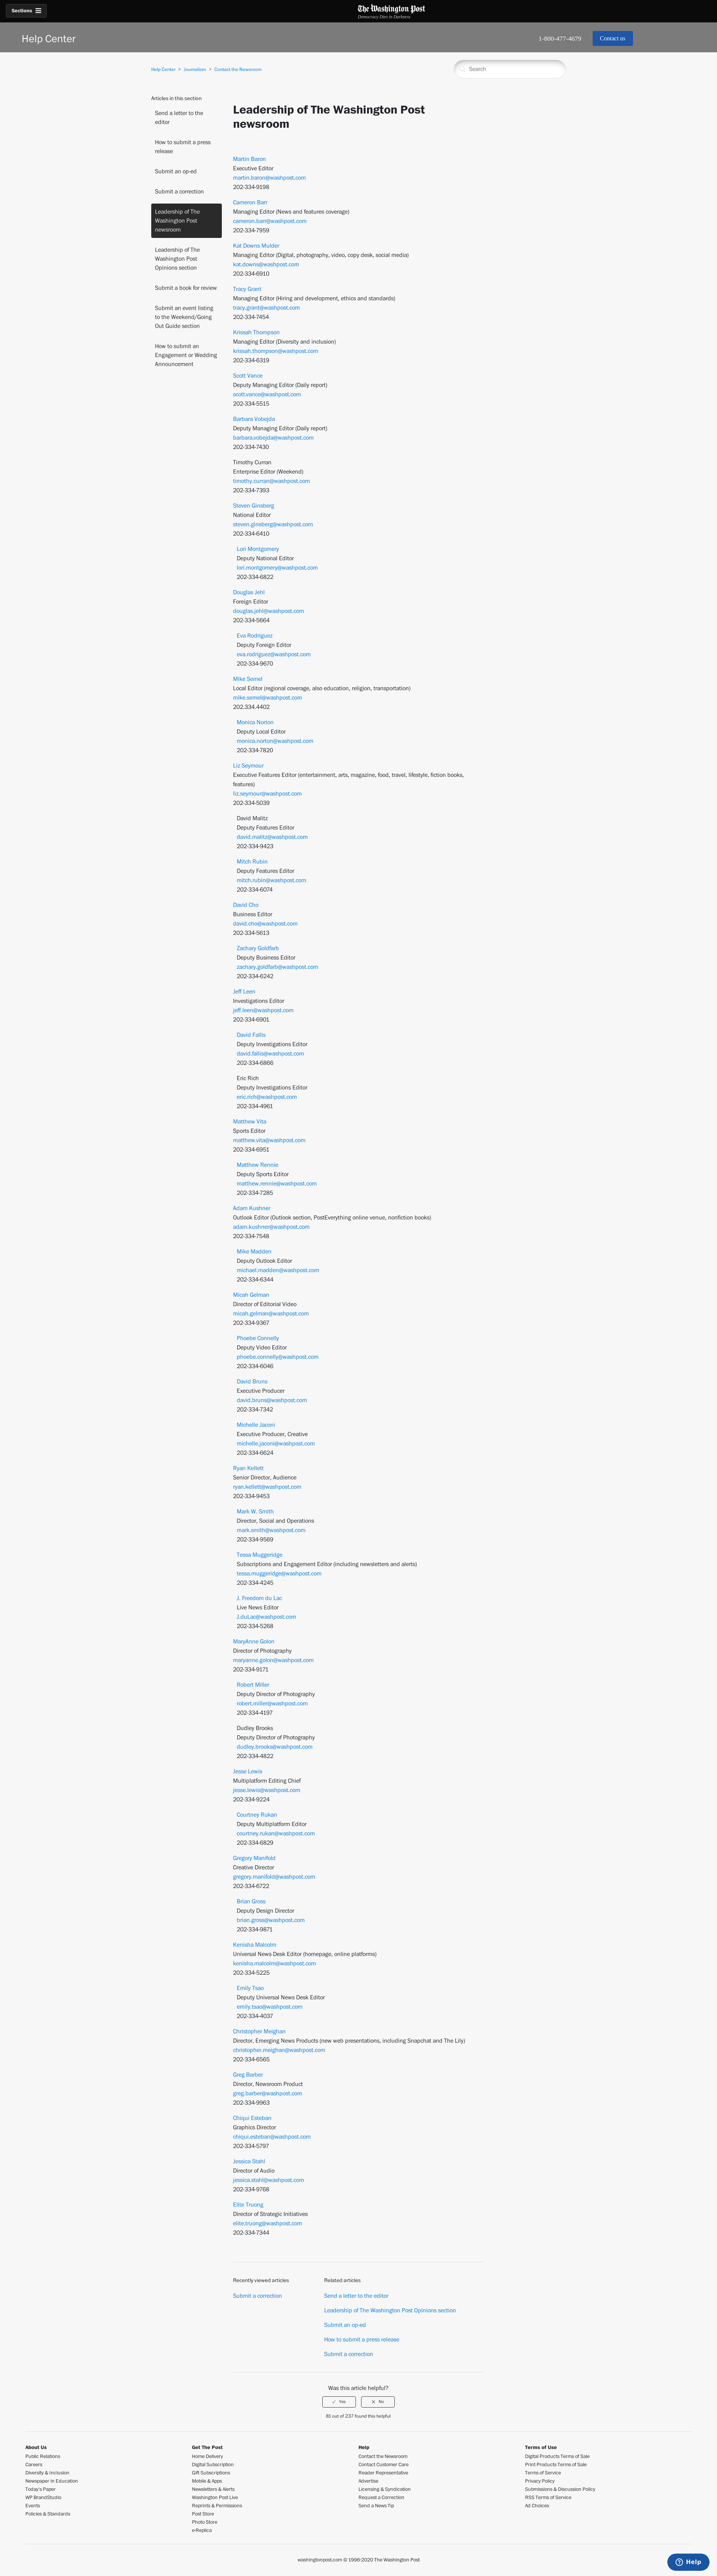 Sections
The Washington Post
Democracy Dies in Darkness
Help Center
1-800-477-4679
Contact us
Help Center > Journalism > Contact the Newsroom
Search
Articles in this section
Send a letter to the
editor
How to submit a press
release
Submit an op-ed
Submit a correction
Leadership of The
Washington Post
newsroom
Leadership of The
Washington Post
Opinions section
Submit a book for review
Submit an event listing
to the Weekend/Going
Out Guide section
How to submit an
Engagement or Wedding
Announcement
Leadership of The Washington Post
newsroom
Martin Baron
Executive Editor
martin.baron@washpost.com
202-334-9198
Cameron Barr
Managing Editor (News and features coverage)
cameron.barr@washpost.com
202-334-7959
Kat Downs Mulder
Managing Editor (Digital, photography, video, copy desk, social media)
kat.downs@washpost.com
202-334-6910
Tracy Grant
Managing Editor (Hiring and development, ethics and standards)
tracy.grant@washpost.com
202-334-7454
Krissah Thompson
Managing Editor (Diversity and inclusion)
krissah.thompson@washpost.com
202-334-6319
Scott Vance
Deputy Managing Editor (Daily report)
scott.vance@washpost.com
202-334-5515
Barbara Vobejda
Deputy Managing Editor (Daily report)
barbara.vobejda@washpost.com
202-334-7430
Timothy Curran
Enterprise Editor (Weekend)
timothy.curran@washpost.com
202-334-7393
Steven Ginsberg
National Editor
steven.ginsberg@washpost.com
202-334-6410
Lori Montgomery
Deputy National Editor
lori.montgomery@washpost.com
202-334-6822
Douglas Jehl
Foreign Editor
douglas.jehl@washpost.com
202-334-5664
Eva Rodriguez
Deputy Foreign Editor
eva.rodriguez@washpost.com
202-334-9670
Mike Semel
Local Editor (regional coverage, also education, religion, transportation)
mike.semel@washpost.com
202.334.4402
Monica Norton
Deputy Local Editor
monica.norton@washpost.com
202-334-7820
Liz Seymour
Executive Features Editor (entertainment, arts, magazine, food, travel, lifestyle, fiction books,
features)
liz.seymour@washpost.com
202-334-5039
David Malitz
Deputy Features Editor
david.malitz@washpost.com
202-334-9423
Mitch Rubin
Deputy Features Editor
mitch.rubin@washpost.com
202-334-6074
David Cho
Business Editor
david.cho@washpost.com
202-334-5613
Zachary Goldfarb
Deputy Business Editor
zachary.goldfarb@washpost.com
202-334-6242
Jeff Leen
Investigations Editor
jeff.leen@washpost.com
202-334-6901
David Fallis
Deputy Investigations Editor
david.fallis@washpost.com
202-334-6866
Eric Rich
Deputy Investigations Editor
eric.rich@washpost.com
202-334-4961
Matthew Vita
Sports Editor
matthew.vita@washpost.com
202-334-6951
Matthew Rennie
Deputy Sports Editor
matthew.rennie@washpost.com
202-334-7285
Adam Kushner
Outlook Editor (Outlook section, PostEverything online venue, nonfiction books)
adam.kushner@washpost.com
202-334-7548
Mike Madden
Deputy Outlook Editor
michael.madden@washpost.com
202-334-6344
Micah Gelman
Director of Editorial Video
micah.gelman@washpost.com
202-334-9367
Phoebe Connelly
Deputy Video Editor
phoebe.connelly@washpost.com
202-334-6046
David Bruns
Executive Producer
david.bruns@washpost.com
202-334-7342
Michelle Jaconi
Executive Producer, Creative
michelle.jaconi@washpost.com
202-334-6624
Ryan Kellett
Senior Director, Audience
ryan.kellett@washpost.com
202-334-9453
Mark W. Smith
Director, Social and Operations
mark.smith@washpost.com
202-334-9569
Tessa Muggeridge
Subscriptions and Engagement Editor (including newsletters and alerts)
tessa.muggeridge@washpost.com
202-334-4245
J. Freedom du Lac
Live News Editor
J.duLac@washpost.com
202-334-5268
MaryAnne Golon
Director of Photography
maryanne.golon@washpost.com
202-334-9171
Robert Miller
Deputy Director of Photography
robert.miller@washpost.com
202-334-4197
Dudley Brooks
Deputy Director of Photography
dudley.brooks@washpost.com
202-334-4822
Jesse Lewis
Multiplatform Editing Chief
jesse.lewis@washpost.com
202-334-9224
Courtney Rukan
Deputy Multiplatform Editor
courtney.rukan@washpost.com
202-334-6829
Gregory Manifold
Creative Director
gregory.manifold@washpost.com
202-334-6722
Brian Gross
Deputy Design Director
brian.gross@washpost.com
202-334-9871
Kenisha Malcolm
Universal News Desk Editor (homepage, online platforms)
kenisha.malcolm@washpost.com
202-334-5225
Emily Tsao
Deputy Universal News Desk Editor
emily.tsao@washpost.com
202-334-4037
Christopher Meighan
Director, Emerging News Products (new web presentations, including Snapchat and The Lily)
christopher.meighan@washpost.com
202-334-6565
Greg Barber
Director, Newsroom Product
greg.barber@washpost.com
202-334-9963
Chiqui Esteban
Graphics Director
chiqui.esteban@washpost.com
202-334-5797
Jessica Stahl
Director of Audio
jessica.stahl@washpost.com
202-334-9768
Elite Truong
Director of Strategic Initiatives
elite.truong@washpost.com
202-334-7344
Recently viewed articles
Submit a correction
Related articles
Send a letter to the editor
Leadership of The Washington Post Opinions section
Submit an op-ed
How to submit a press release
Submit a correction
Was this article helpful?
Yes
No
81 out of 237 found this helpful
About Us
Public Relations
Careers
Diversity & Inclusion
Newspaper in Education
Today's Paper
WP BrandStudio
Events
Policies & Standards
Get The Post
Home Delivery
Digital Subscription
Gift Subscriptions
Mobile & Apps
Newsletters & Alerts
Washington Post Live
Reprints & Permissions
Post Store
Photo Store
e-Replica
Help
Contact the Newsroom
Contact Customer Care
Reader Representative
Advertise
Licensing & Syndication
Request a Correction
Send a News Tip
Terms of Use
Digital Products Terms of Sale
Print Products Terms of Sale
Terms of Service
Privacy Policy
Submissions & Discussion Policy
RSS Terms of Service
Ad Choices
washingtonpost.com © 1996-2020 The Washington Post
Help